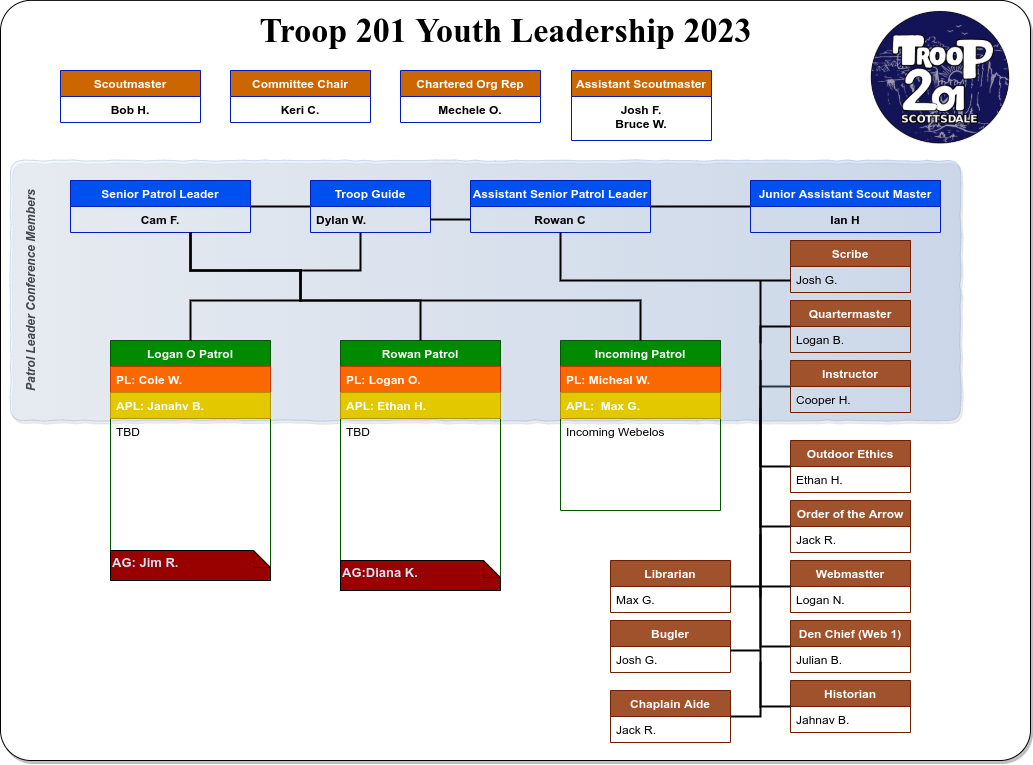 Troop 201 Youth Leadership 2023
TROOP
201
SCOTTSDALE
Scoutmaster
Bob H.
Committee Chair
Keri C.
Chartered Org Rep
Mechele O.
Assistant Scoutmaster
Josh F.
Bruce W.
Patrol Leader Conference Members
Senior Patrol Leader
Cam F.
Troop Guide
Dylan W.
Assistant Senior Patrol Leader
Rowan C
Junior Assistant Scout Master
Ian H
Scribe
Josh G.
Quartermaster
Logan B.
Instructor
Cooper H.
Logan O Patrol
PL: Cole W.
APL: Janahv B.
TBD
AG: Jim R.
Rowan Patrol
PL: Logan O.
APL: Ethan H.
TBD
AG:Diana K.
Incoming Patrol
PL: Micheal W.
APL: Max G.
Incoming Webelos
Outdoor Ethics
Ethan H.
Order of the Arrow
Jack R.
Librarian
Max G.
Webmastter
Logan N.
Bugler
Josh G.
Den Chief (Web 1)
Julian B.
Chaplain Aide
Jack R.
Historian
Jahnav B.